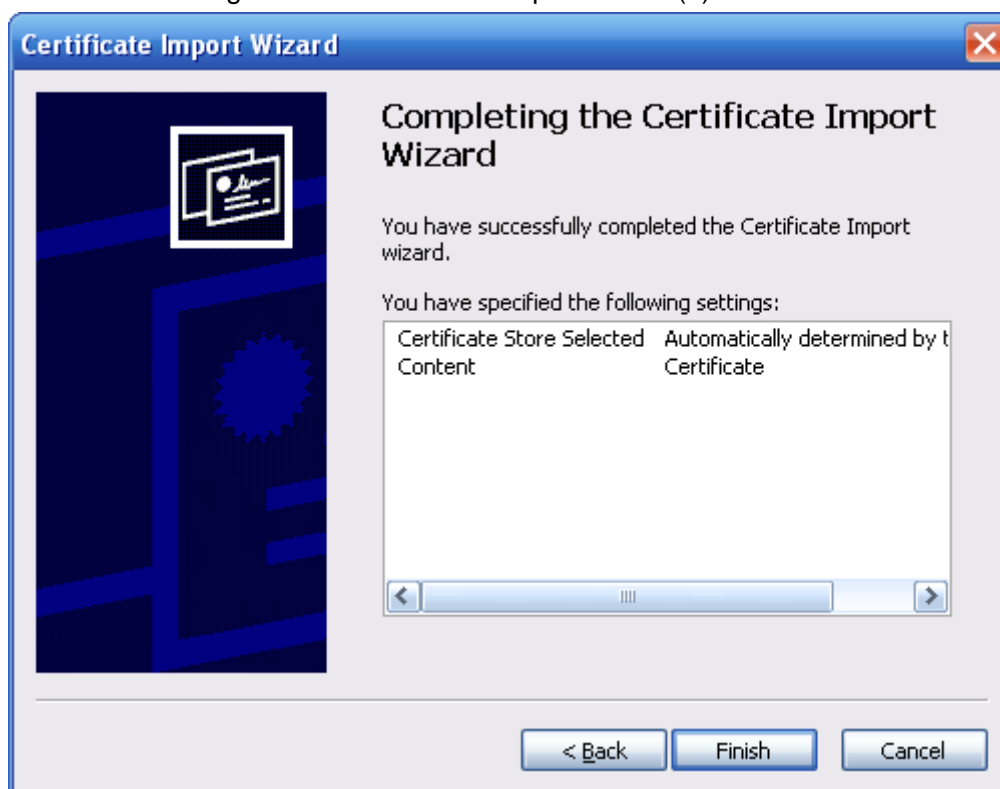 Certificate Import Wizard
Completing the Certificate Import
Wizard
You have successfully completed the Certificate Import
wizard.
You have specified the following settings:
Certificate Store Selected Automatically determined by t
Content Certificate
< Back Finish Cancel